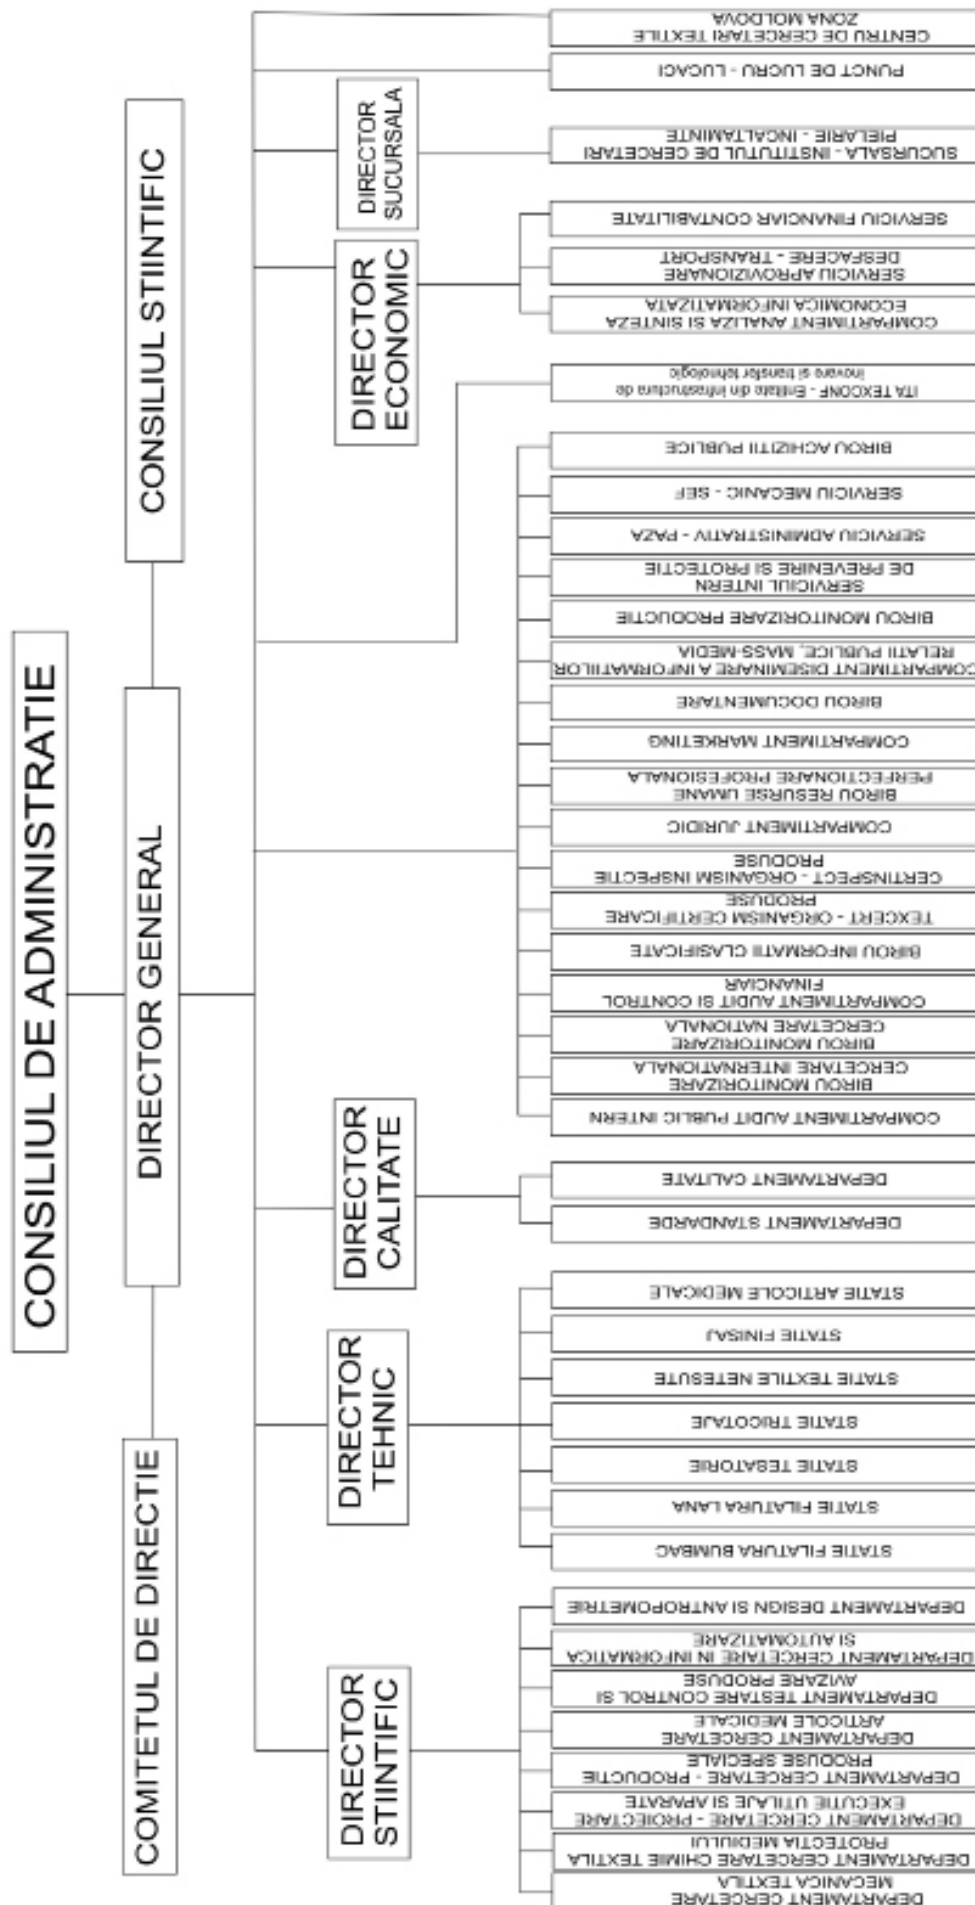 CONSILIUL DE ADMINISTRATIE
COMITETUL DE DIRECTIE
DIRECTOR GENERAL
CONSILIUL STIINTIFIC
DIRECTOR
STIINTIFIC
DIRECTOR
TEHNIC
DIRECTOR
CALITATE
DIRECTOR
ECONOMIC
DIRECTOR
SUCURSALA
DEPARTAMENT CERCETARE
MECANICA TEXTILA
DEPARTAMENT CERCETARE CHIMIE TEXTILA
PROTECTIA MEDIULUI
DEPARTAMENT CERCETARE - PROIECTARE
EXECUTIE UTILAJE SI APARATE
DEPARTAMENT CERCETARE - PRODUCTIE
PRODUSE SPECIALE
DEPARTAMENT CERCETARE
ARTICOLE MEDICALE
DEPARTAMENT TESTARE CONTROL SI
AVIZARE PRODUSE
DEPARTAMENT CERCETARE IN INFORMATICA
SI AUTOMATIZARE
DEPARTAMENT DESIGN SI ANTROPOMETRIE
STATIE FILATURA BUMBAC
STATIE FILATURA LANA
STATIE TESATORIE
STATIE TRICOTAJE
STATIE TEXTILE NETESUTE
STATIE FINISAJ
STATIE ARTICOLE MEDICALE
DEPARTAMENT STANDARDE
DEPARTAMENT CALITATE
COMPARTIMENT AUDIT PUBLIC INTERN
BIROU MONITORIZARE
CERCETARE INTERNATIONALA
BIROU MONITORIZARE
CERCETARE NATIONALA
COMPARTIMENT AUDIT SI CONTROL
FINANCIAR
BIROU INFORMATII CLASIFICATE
TEXCERT - ORGANISM CERTIFICARE
PRODUSE
CERTINSPECT - ORGANISM INSPECTIE
PRODUSE
COMPARTIMENT JURIDIC
BIROU RESURSE UMANE
PERFECTIONARE PROFESIONALA
COMPARTIMENT MARKETING
BIROU DOCUMENTARE
COMPARTIMENT DISEMINARE A INFORMATIILOR
RELATII PUBLICE, MASS-MEDIA
BIROU MONITORIZARE PRODUCTIE
SERVICIUL INTERN
DE PREVENIRE SI PROTECTIE
SERVICIU ADMINISTRATIV - PAZA
SERVICIU MECANIC - SEF
BIROU ACHIZITII PUBLICE
ITA TEXCONF - Entitate din infrastructura de
inovare si transfer tehnologic
COMPARTIMENT ANALIZA SI SINTEZA
ECONOMICA INFORMATIZATA
SERVICIU APROVIZIONARE
DESFACERE - TRANSPORT
SERVICIU FINANCIAR CONTABILITATE
SUCURSALA - INSTITUTUL DE CERCETARI
PIELARIE - INCALTAMINTE
PUNCT DE LUCRU - LUCACI
CENTRU DE CERCETARI TEXTILE
ZONA MOLDOVA